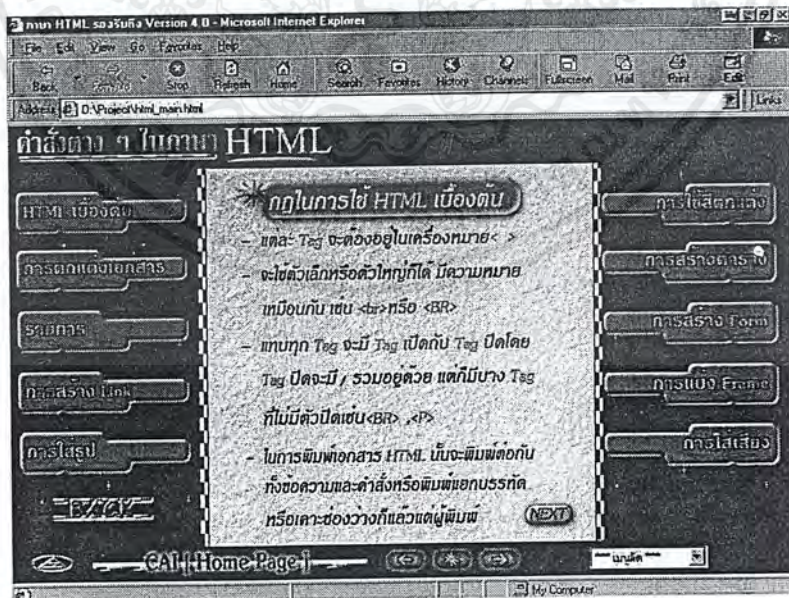 ภาษา HTML รองรับถึง Version 4.0 - Microsoft Internet Explorer
File Edit View Go Favorites Help
Back Forward Stop Refresh Home Search Favorites History Channels Fullscreen Mail Print Edit
Address D:\Project\html_main.html Links
คำสั่งต่าง ๆ ในภาษา HTML
กฎในการใช้ HTML เบื้องต้น
- แต่ละ Tag จะต้องอยู่ในเครื่องหมาย< >
- จะใช้ตัวเล็กหรือตัวใหญ่ก็ได้ มีความหมาย
เหมือนกัน เช่น <br>หรือ <BR>
- แทบทุก Tag จะมี Tag เปิดกับ Tag ปิดโดย
Tag ปิดจะมี / รวมอยู่ด้วย แต่ก็มีบาง Tag
ที่ไม่มีตัวปิดเช่น<BR> ,<P>
- ในการพิมพ์เอกสาร HTML นั้นจะพิมพ์ต่อกัน
ทั้งข้อความและคำสั่งหรือพิมพ์แยกบรรทัด
หรือเคาะช่องว่างก็แล้วแต่ผู้พิมพ์
NEXT
HTML เบื้องต้น
การตกแต่งเอกสาร
รายการ
การสร้าง Link
การใส่รูป
BACK
การใช้สีตกแต่ง
การสร้างตาราง
การสร้าง Form
การแบ่ง Frame
การใส่เสียง
CAI [ Home Page ]
เมนูลัด
My Computer